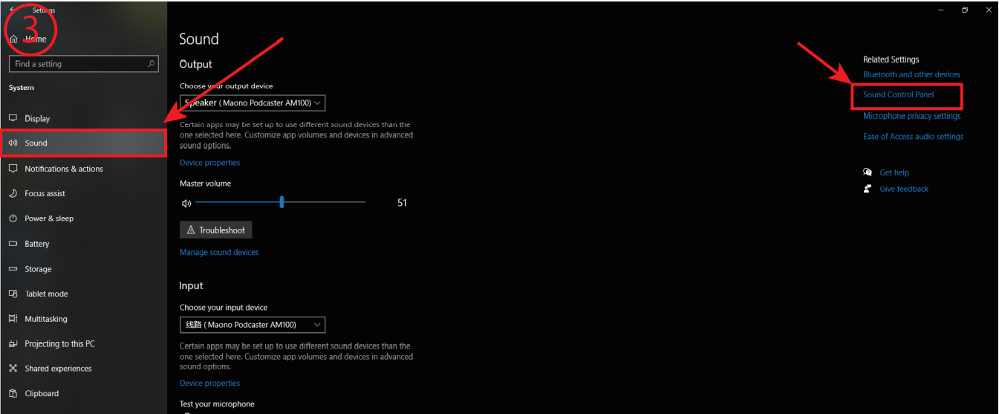 Settings
3
Home
Find a setting
System
Display
Sound
Notifications & actions
Focus assist
Power & sleep
Battery
Storage
Tablet mode
Multitasking
Projecting to this PC
Shared experiences
Clipboard
Sound
Output
Choose your output device
Speaker ( Maono Podcaster AM100)
Certain apps may be set up to use different sound devices than the
one selected here. Customize app volumes and devices in advanced
sound options.
Device properties
Master volume
51
Troubleshoot
Manage sound devices
Input
Choose your input device
线路 ( Maono Podcaster AM100)
Certain apps may be set up to use different sound devices than the
one selected here. Customize app volumes and devices in advanced
sound options.
Device properties
Test your microphone
Related Settings
Bluetooth and other devices
Sound Control Panel
Microphone privacy settings
Ease of Access audio settings
Get help
Give feedback